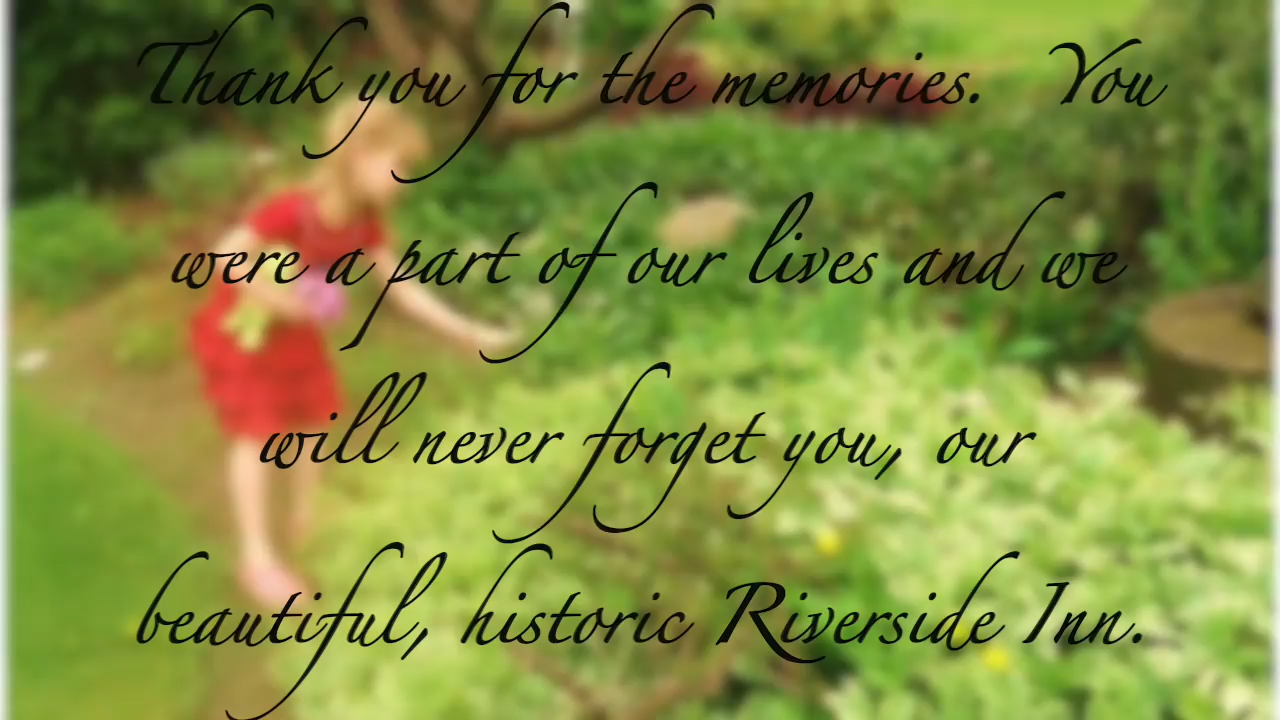 Thank you for the memories.  You
were a part of our lives and we
will never forget you, our
beautiful, historic Riverside Inn.